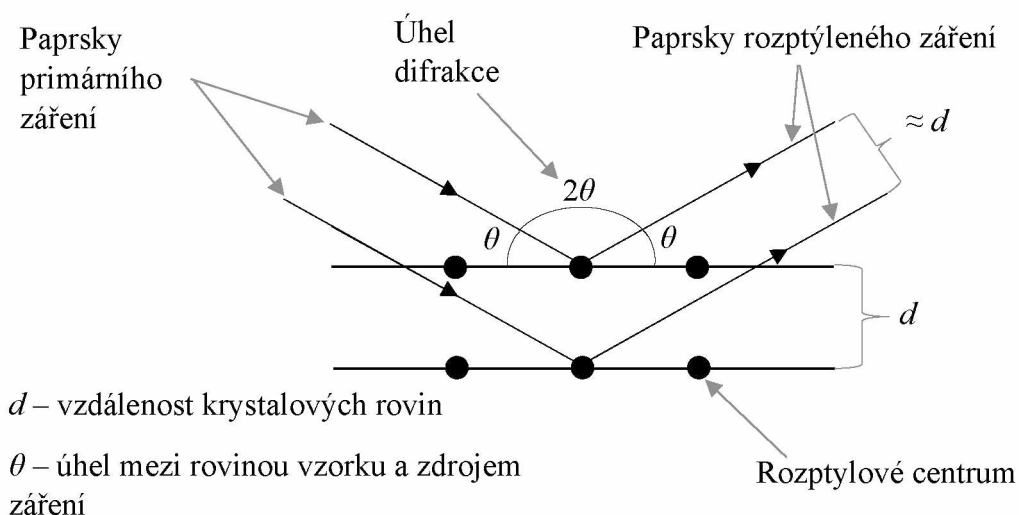 Paprsky
primárního
záření
Úhel
difrakce
Paprsky rozptýleného záření
≈ d
2θ
θ
θ
d
d – vzdálenost krystalových rovin
θ – úhel mezi rovinou vzorku a zdrojem
záření
Rozptylové centrum